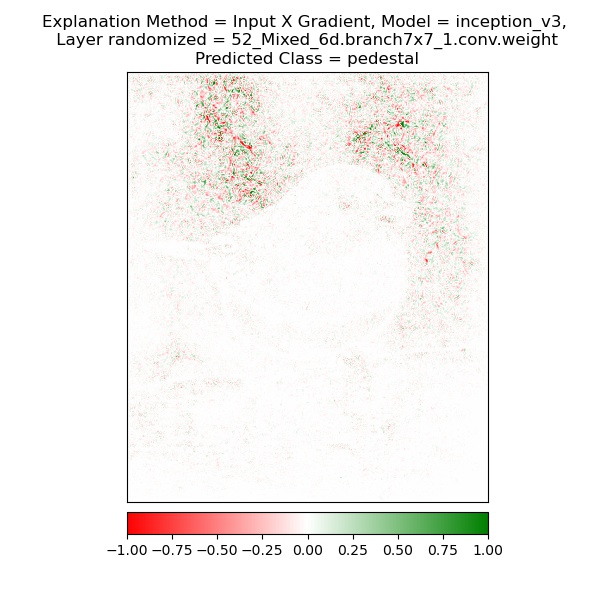 Explanation Method = Input X Gradient, Model = inception_v3,
Layer randomized = 52_Mixed_6d.branch7x7_1.conv.weight
Predicted Class = pedestal
−1.00 −0.75 −0.50 −0.25 0.00 0.25 0.50 0.75 1.00